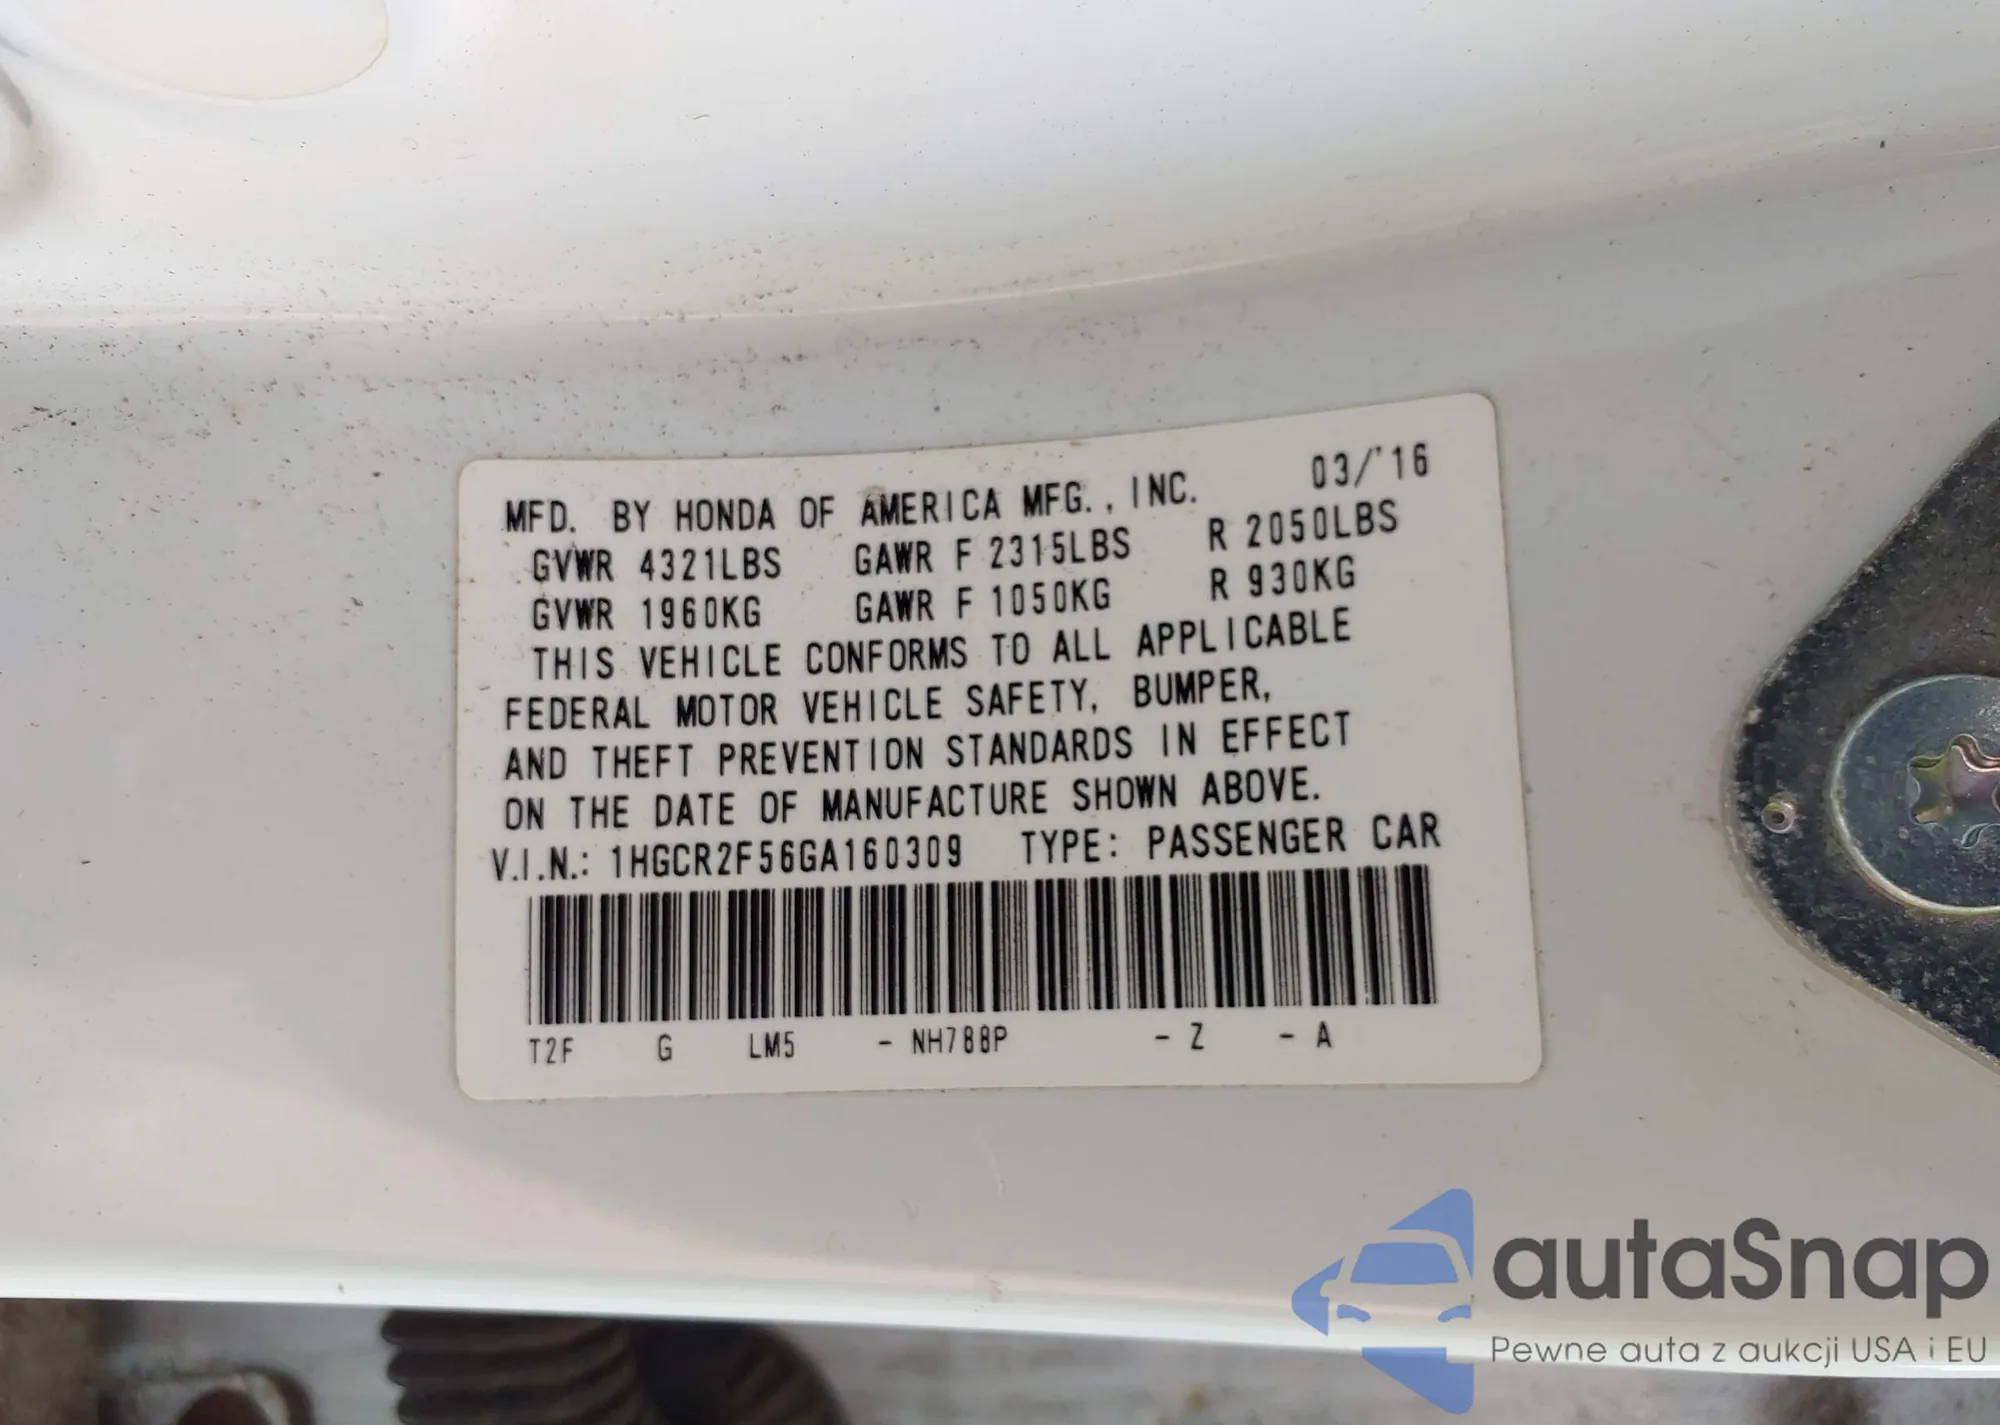 MFD. BY HONDA OF AMERICA MFG., INC. 03/'16
GVWR 4321LBS GAWR F 2315LBS R 2050LBS
GVWR 1960KG GAWR F 1050KG R 930KG
THIS VEHICLE CONFORMS TO ALL APPLICABLE
FEDERAL MOTOR VEHICLE SAFETY, BUMPER,
AND THEFT PREVENTION STANDARDS IN EFFECT
ON THE DATE OF MANUFACTURE SHOWN ABOVE.
V.I.N.: 1HGCR2F56GA160309 TYPE: PASSENGER CAR
T2F G LM5 - NH788P - Z - A
autaSnap
Pewne auta z aukcji USA i EU